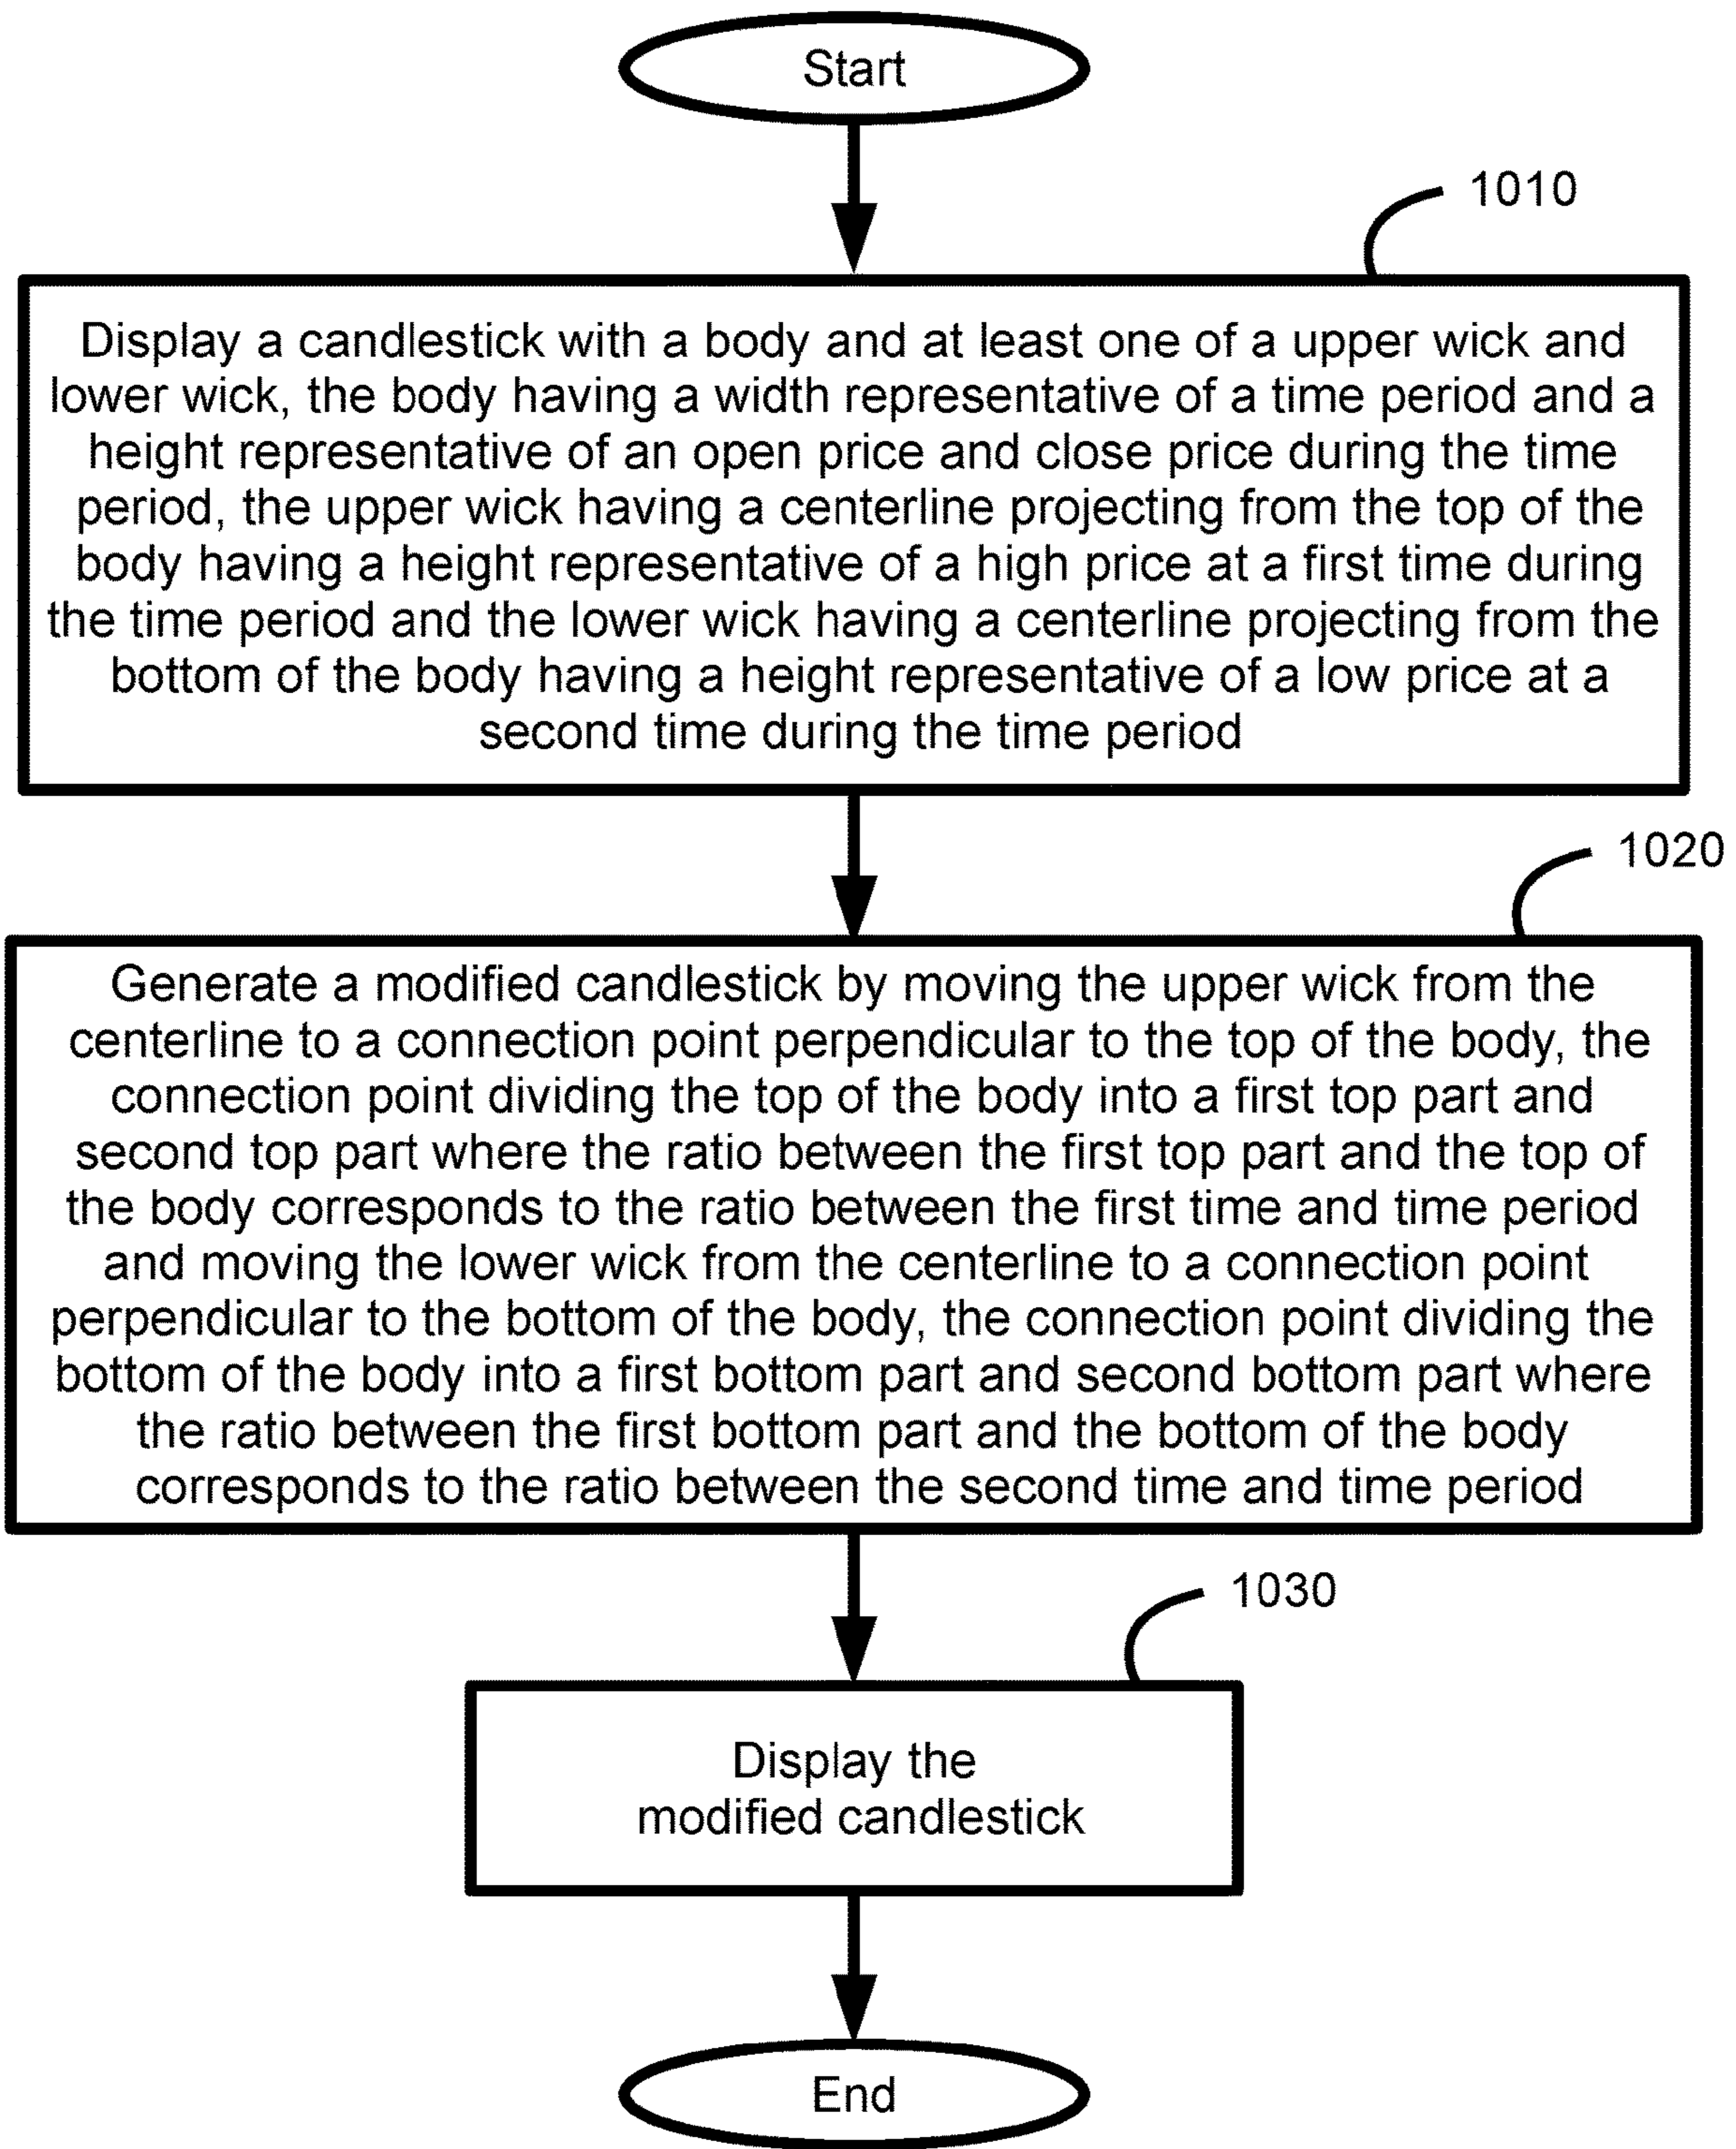 Start
1010
Display a candlestick with a body and at least one of a upper wick and
lower wick, the body having a width representative of a time period and a
height representative of an open price and close price during the time
period, the upper wick having a centerline projecting from the top of the
body having a height representative of a high price at a first time during
the time period and the lower wick having a centerline projecting from the
bottom of the body having a height representative of a low price at a
second time during the time period
1020
Generate a modified candlestick by moving the upper wick from the
centerline to a connection point perpendicular to the top of the body, the
connection point dividing the top of the body into a first top part and
second top part where the ratio between the first top part and the top of
the body corresponds to the ratio between the first time and time period
and moving the lower wick from the centerline to a connection point
perpendicular to the bottom of the body, the connection point dividing the
bottom of the body into a first bottom part and second bottom part where
the ratio between the first bottom part and the bottom of the body
corresponds to the ratio between the second time and time period
1030
Display the
modified candlestick
End